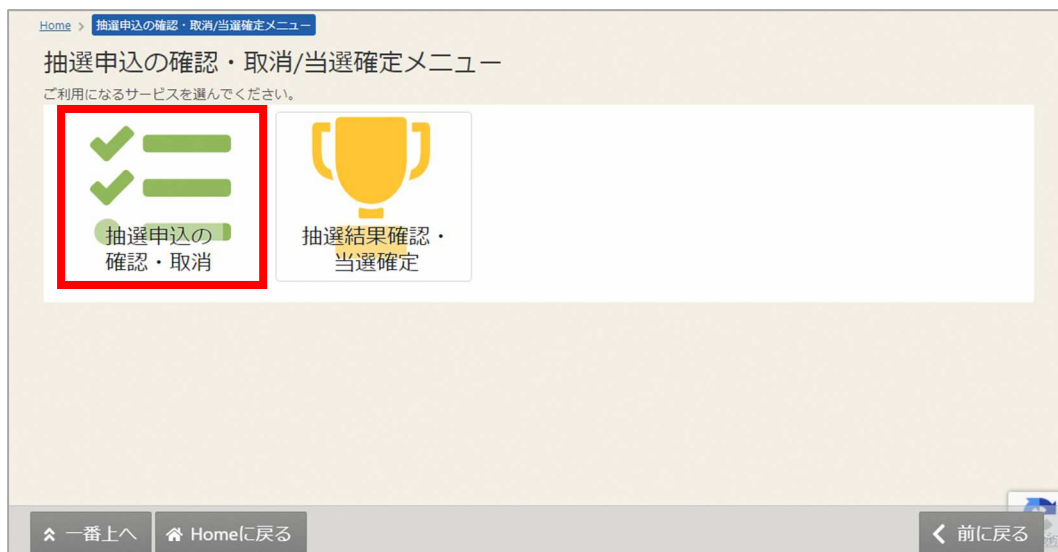 Home > 抽選申込の確認・取消/当選確定メニュー
抽選申込の確認・取消/当選確定メニュー
ご利用になるサービスを選んでください。
抽選申込の
確認・取消
抽選結果確認・
当選確定
一番上へ
Homeに戻る
前に戻る